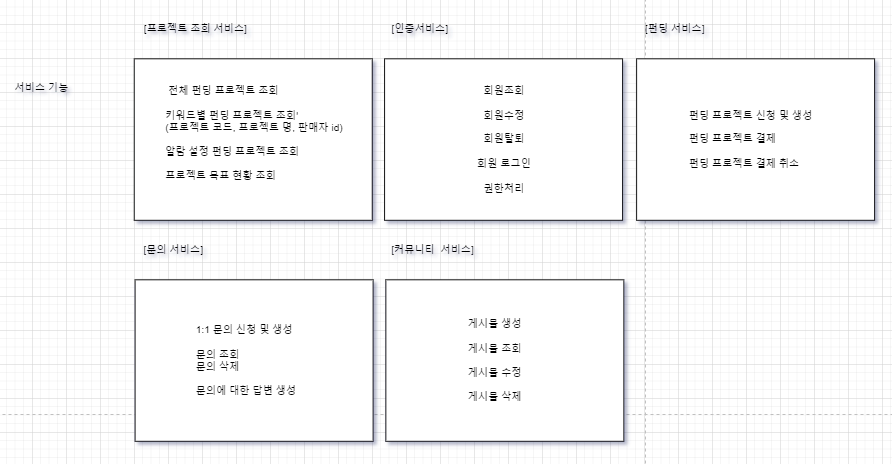 [프로젝트 조회 서비스]
[인증서비스]
[펀딩 서비스]
서비스 기능
전체 펀딩 프로젝트 조회
키워드별 펀딩 프로젝트 조회'
(프로젝트 코드, 프로젝트 명, 판매자 id)
알람 설정 펀딩 프로젝트 조회
프로젝트 목표 현황 조회
회원조회
회원수정
회원탈퇴
회원 로그인
권한처리
펀딩 프로젝트 신청 및 생성
펀딩 프로젝트 결제
펀딩 프로젝트 결제 취소
[문의 서비스]
[커뮤니티 서비스]
1:1 문의 신청 및 생성
문의 조회
문의 삭제
문의에 대한 답변 생성
게시물 생성
게시물 조회
게시물 수정
게시물 삭제